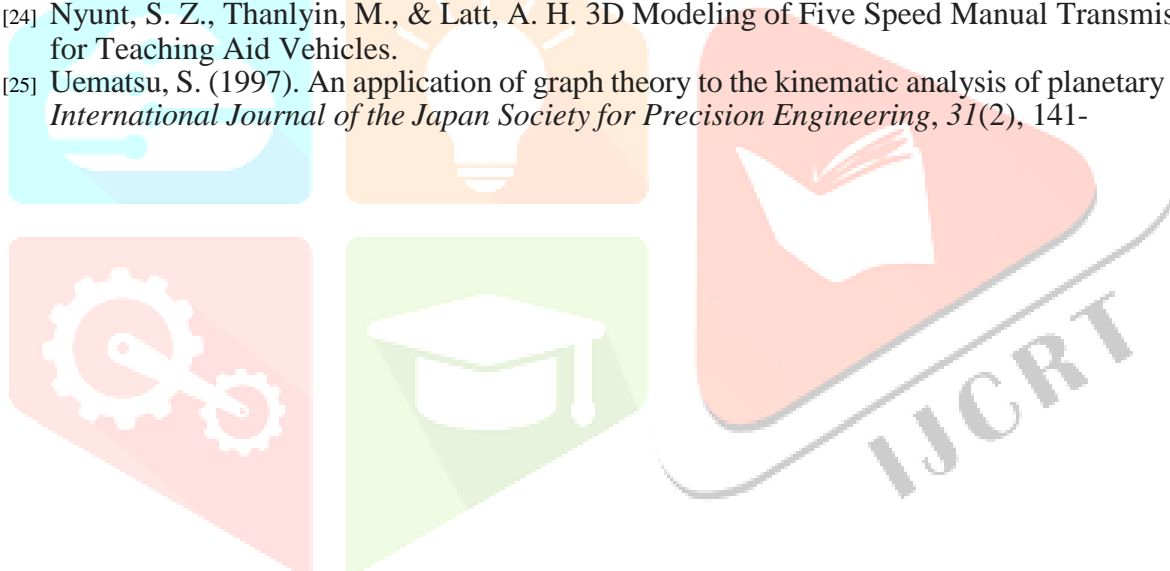 [24] Nyunt, S. Z., Thanlyin, M., & Latt, A. H. 3D Modeling of Five Speed Manual
for Teaching Aid Vehicles.
[25] Uematsu, S. (1997). An application of graph theory to the kinematic analysis of planetary
International Journal of the Japan Society for Precision Engineering, 31(2), 141-
IJCRT